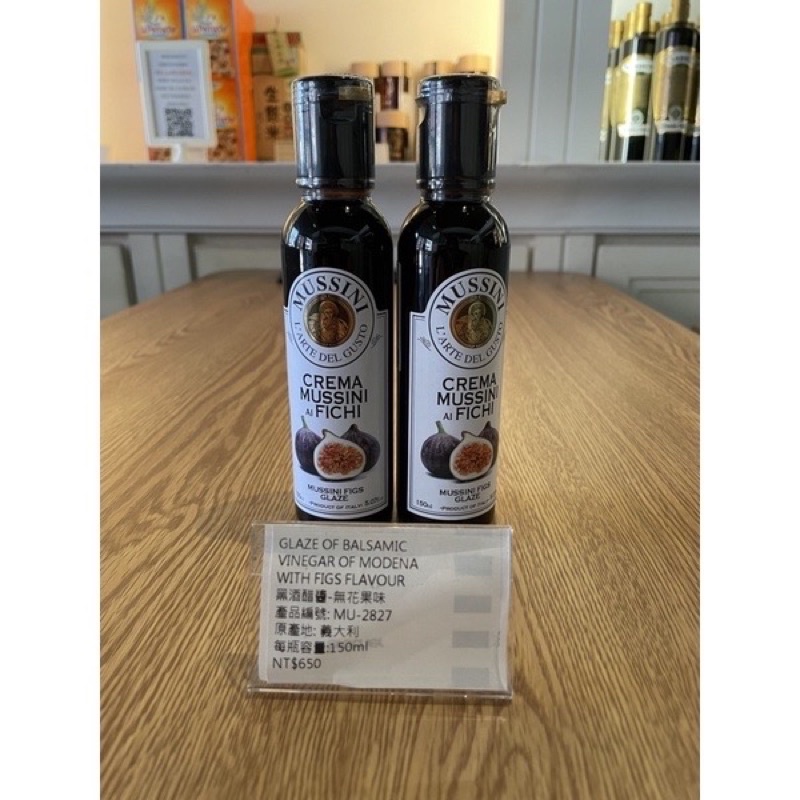 MUSSINI
L'ARTE DEL GUSTO
CREMA
MUSSINI
AI FICHI
MUSSINI FIGS
GLAZE
•PRODUCT OF ITALY•
MUSSINI
L'ARTE DEL GUSTO
CREMA
MUSSINI
AI FICHI
MUSSINI FIGS
GLAZE
150ml •PRODUCT OF ITALY•
GLAZE OF BALSAMIC
VINEGAR OF MODENA
WITH FIGS FLAVOUR
黑酒醋醬-無花果味
產品編號: MU-2827
原產地: 義大利
每瓶容量:150ml
NT$650